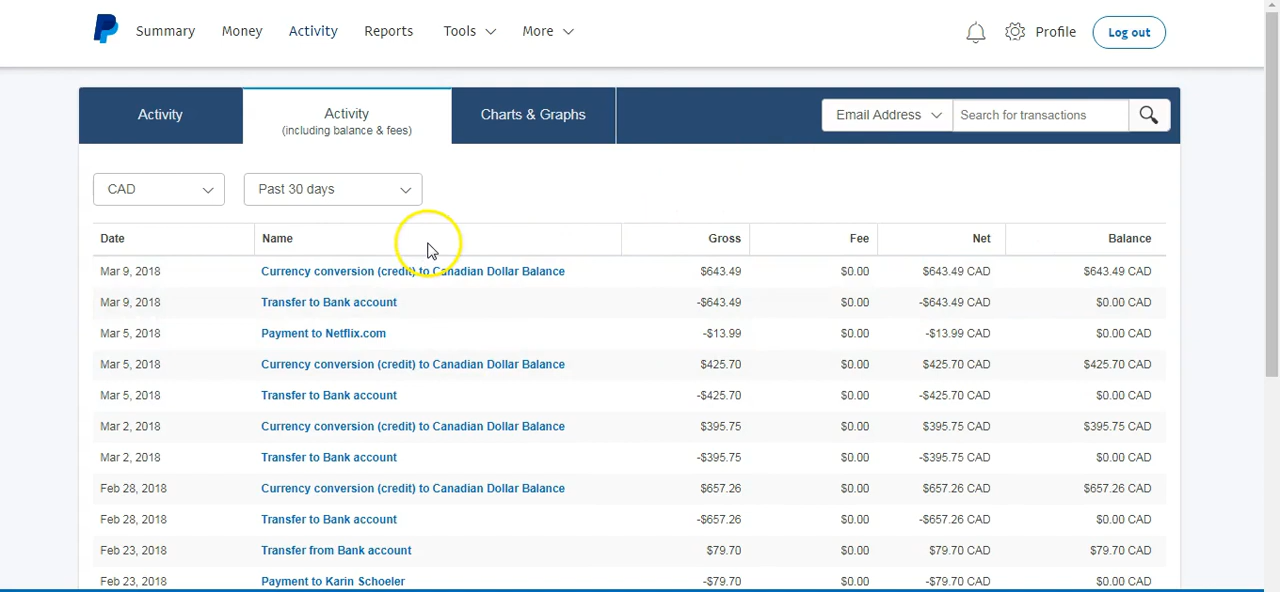 Summary Money Activity Reports Tools More Profile Log out
Activity Activity Charts & Graphs Email Address Search for transactions
(including balance & fees)
CAD Past 30 days
Date Name Gross Fee Net Balance
Mar 9, 2018 Currency conversion (credit) to Canadian Dollar Balance $643.49 $0.00 $643.49 CAD $643.49 CAD
Mar 9, 2018 Transfer to Bank account -$643.49 $0.00 -$643.49 CAD $0.00 CAD
Mar 5, 2018 Payment to Netflix.com -$13.99 $0.00 -$13.99 CAD $0.00 CAD
Mar 5, 2018 Currency conversion (credit) to Canadian Dollar Balance $425.70 $0.00 $425.70 CAD $425.70 CAD
Mar 5, 2018 Transfer to Bank account -$425.70 $0.00 -$425.70 CAD $0.00 CAD
Mar 2, 2018 Currency conversion (credit) to Canadian Dollar Balance $395.75 $0.00 $395.75 CAD $395.75 CAD
Mar 2, 2018 Transfer to Bank account -$395.75 $0.00 -$395.75 CAD $0.00 CAD
Feb 28, 2018 Currency conversion (credit) to Canadian Dollar Balance $657.26 $0.00 $657.26 CAD $657.26 CAD
Feb 28, 2018 Transfer to Bank account -$657.26 $0.00 -$657.26 CAD $0.00 CAD
Feb 23, 2018 Transfer from Bank account $79.70 $0.00 $79.70 CAD $79.70 CAD
Feb 23, 2018 Payment to Karin Schoeler -$79.70 $0.00 -$79.70 CAD $0.00 CAD